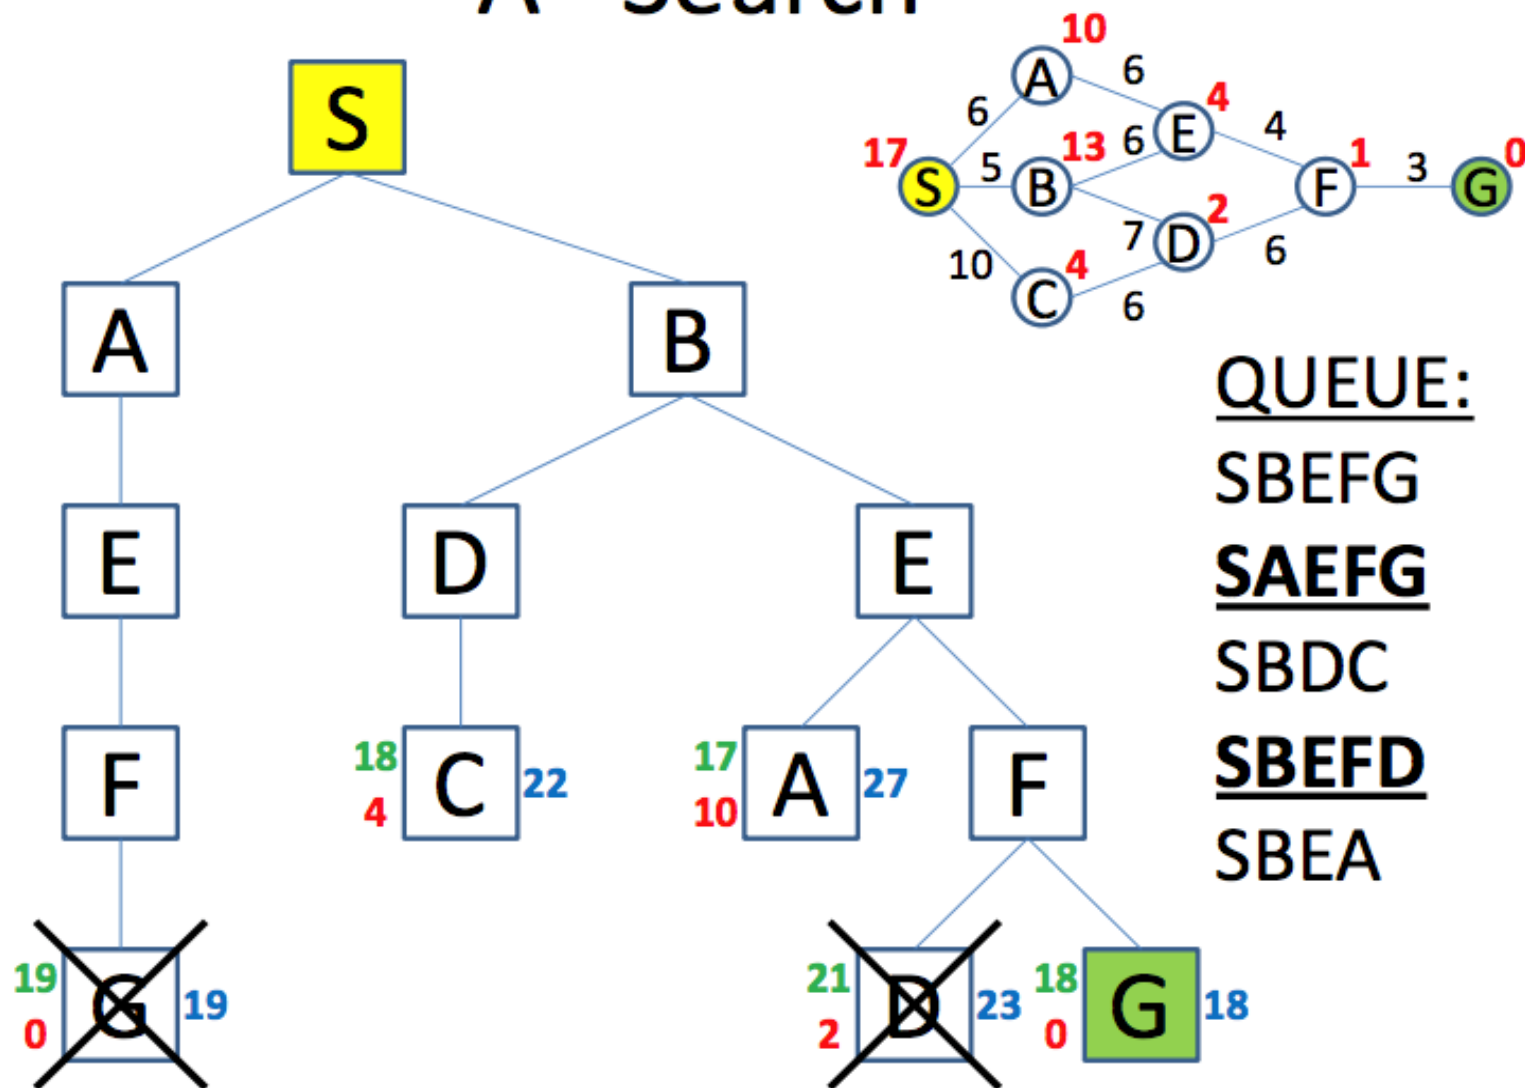 A* Search
S
A B
E D E
F 18 4 C 22 17 10 A 27 F
19 0 G 19 21 2 D 23 18 0 G 18
10
A 6
6 4
E 4
17 13 6 1 0
S 5 B F 3 G
2
7 D
10 4 6
C 6
QUEUE:
SBEFG
SAEFG
SBDC
SBEFD
SBEA